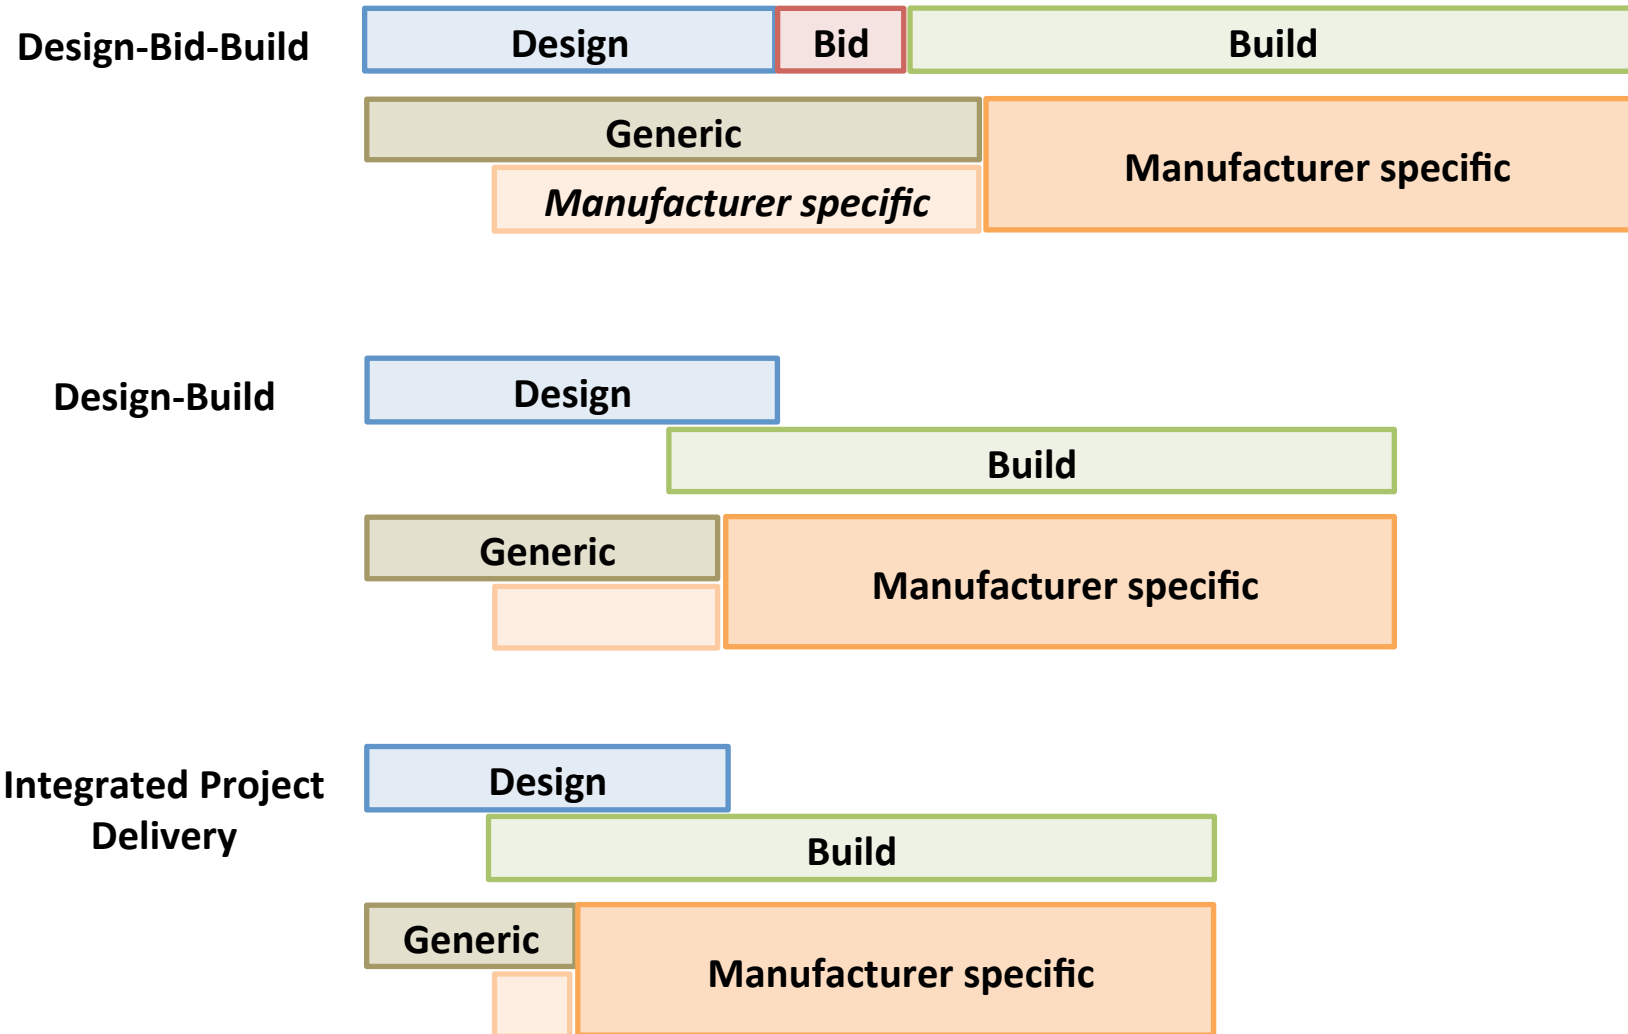 Design-Bid-Build
Design
Bid
Build
Generic
Manufacturer specific
Manufacturer specific
Design-Build
Design
Build
Generic
Manufacturer specific
Integrated Project
Delivery
Design
Build
Generic
Manufacturer specific